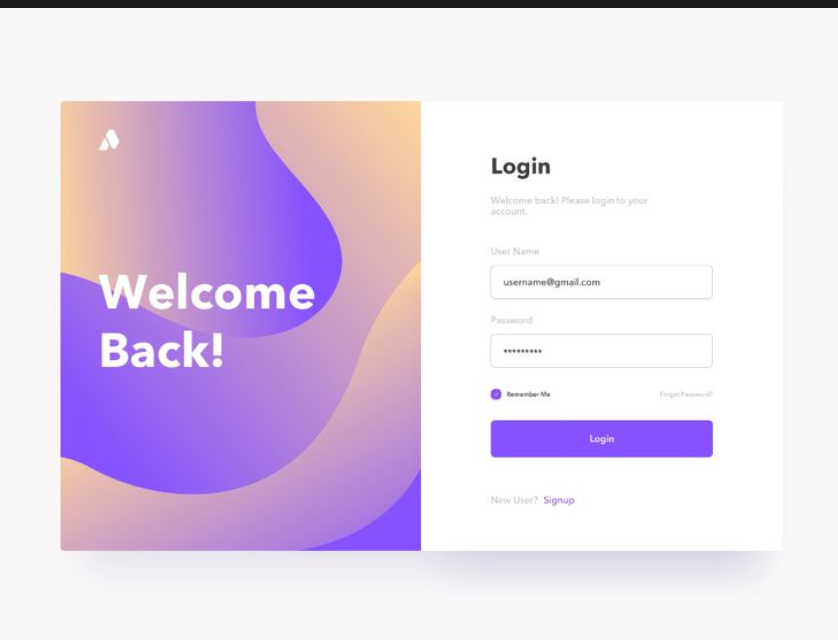 Welcome
Back!
Login
Welcome back! Please login to your
account.
User Name
username@gmail.com
Password
*********
Remember Me
Forgot Password?
Login
New User? Signup